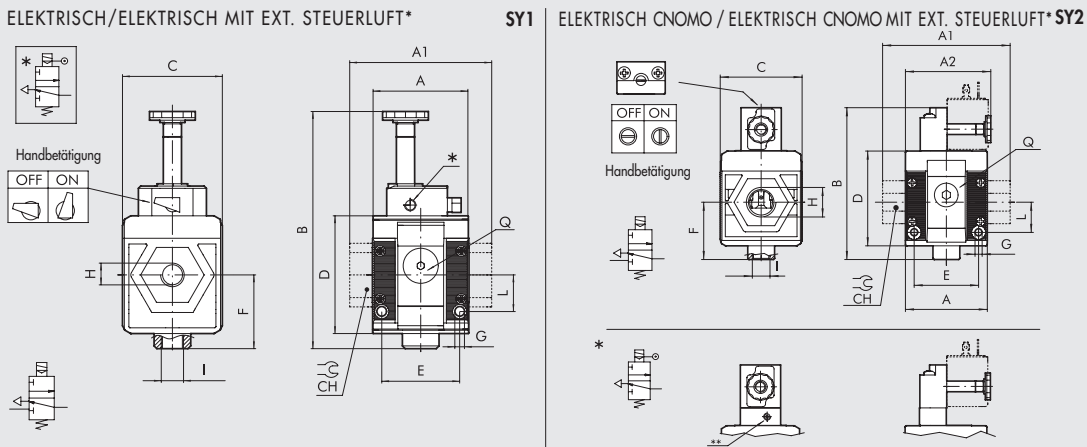 ELEKTRISCH/ELEKTRISCH MIT EXT. STEUERLUFT* SY1
*
C
Handbetätigung
OFF ON
H
F
I
A1
A
*
B
D
Q
L
G
CH
E
ELEKTRISCH CNOMO / ELEKTRISCH CNOMO MIT EXT. STEUERLUFT* SY2
A1
C
A2
OFF ON
Handbetätigung
Q
B
D
H
F
L
I
G
CH
E
A
*
**